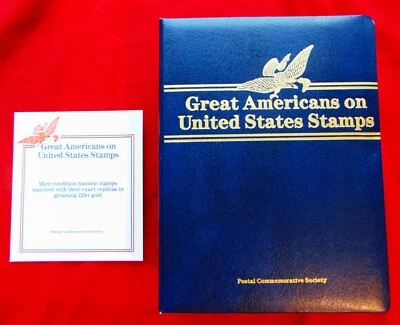 Great Americans on
United States Stamps
Mint condition historic stamps
matched with their exact replicas in
gleaming 22kt gold
Postal Commemorative Society
Great Americans on
United States Stamps
Postal Commemorative Society